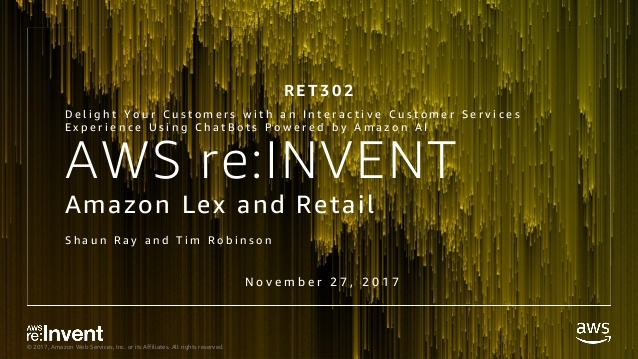 RET302
Delight Your Customers with an Interactive Customer Services
Experience Using ChatBots Powered by Amazon AI
AWS re:INVENT
Amazon Lex and Retail
Shaun Ray and Tim Robinson
November 27, 2017
AWS
re:Invent
aws
© 2017, Amazon Web Services, Inc. or its Affiliates. All rights reserved.